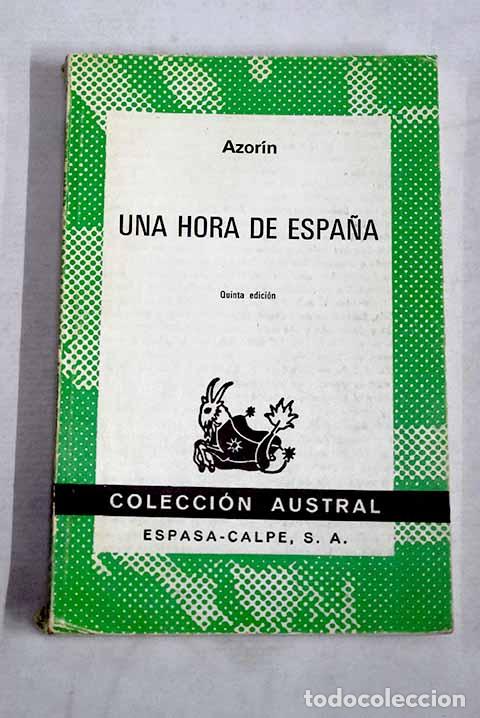 Azorín
UNA HORA DE ESPAÑA
Quinta edición
COLECCIÓN AUSTRAL
ESPASA-CALPE, S. A.
todocoleccion